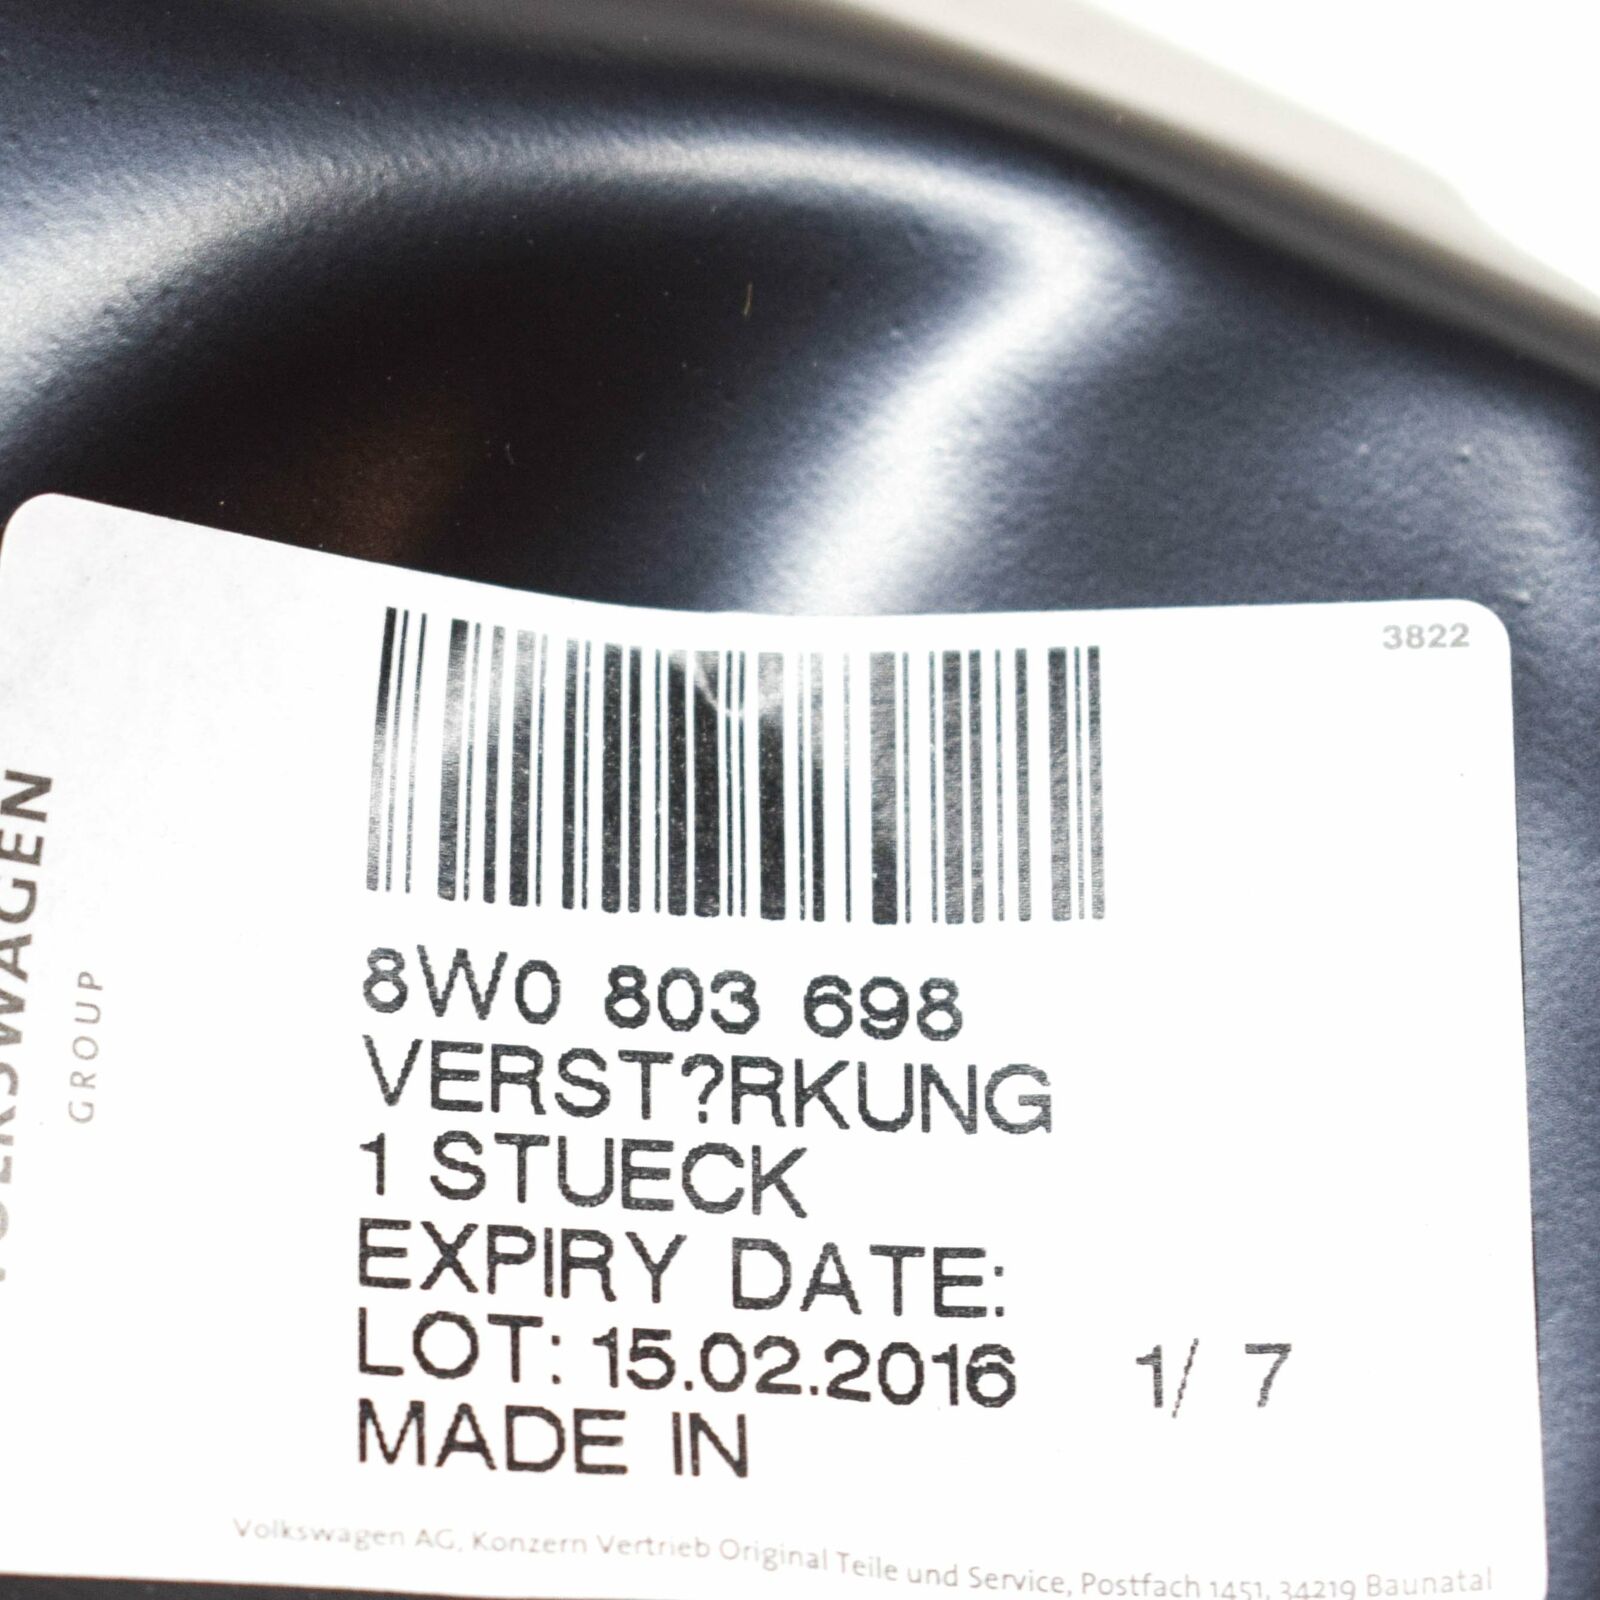 3822
8W0 803 698
VERST?RKUNG
1 STUECK
EXPIRY DATE:
LOT: 15.02.2016 1/ 7
MADE IN
VOLKSWAGEN
GROUP
Volkswagen AG, Konzern Vertrieb Original Teile und Service, Postfach 1451, 34219 Baunatal